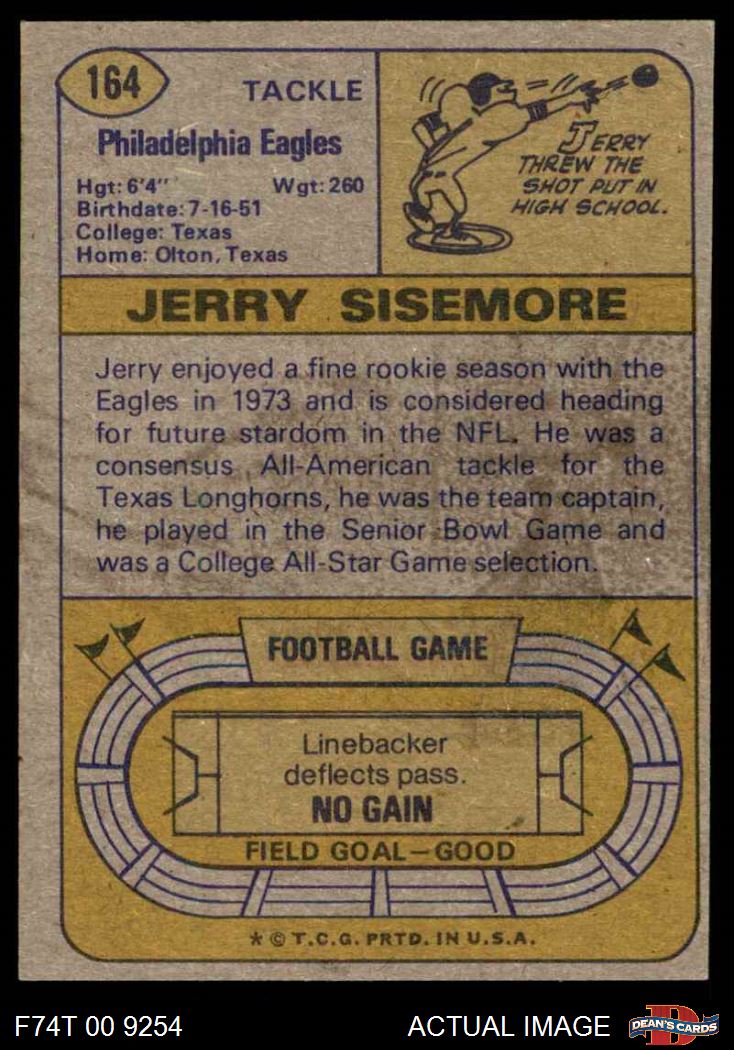 164
TACKLE
Philadelphia Eagles
Hgt: 6'4" Wgt: 260
Birthdate: 7-16-51
College: Texas
Home: Olton, Texas
JERRY
THREW THE
SHOT PUT IN
HIGH SCHOOL.
JERRY SISEMORE
Jerry enjoyed a fine rookie season with the
Eagles in 1973 and is considered heading
for future stardom in the NFL. He was a
consensus All-American tackle for the
Texas Longhorns, he was the team captain,
he played in the Senior Bowl Game and
was a College All-Star Game selection.
FOOTBALL GAME
Linebacker
deflects pass.
NO GAIN
FIELD GOAL—GOOD
* © T.C.G. PRTD. IN U.S.A.
F74T 00 9254 ACTUAL IMAGE
D
DEAN'S CARDS